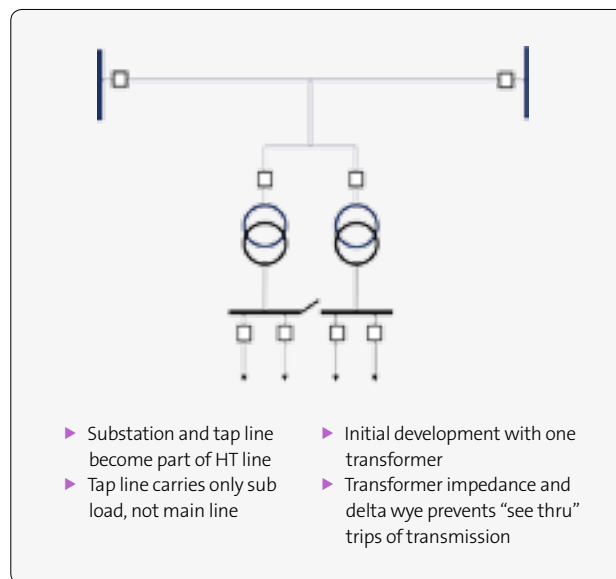 ▶ Substation and tap line
become part of HT line
▶ Tap line carries only sub
load, not main line
▶ Initial development with one
transformer
▶ Transformer impedance and
delta wye prevents “see thru”
trips of transmission